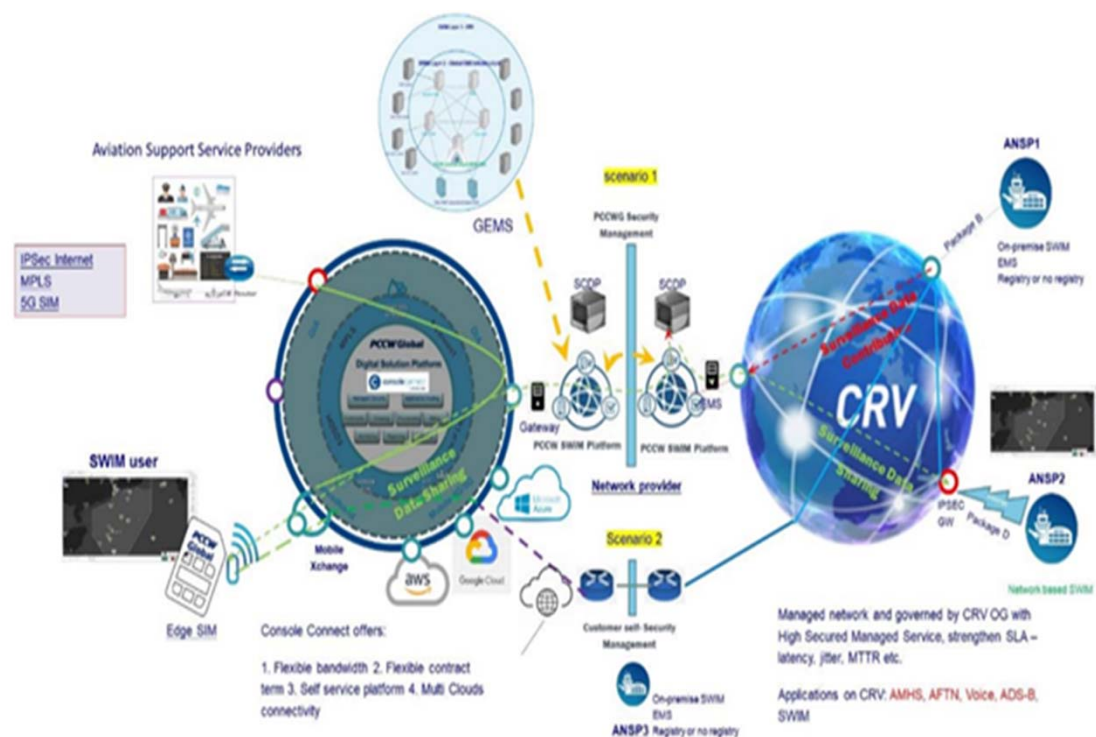 GEMS
Aviation Support Service Providers
IPSec Internet
MPLS
5G SIM
scenario 1
PCCWG Security
Management
SCDP
SCDP
ANSP1
Package B
On-premise SWIM
EMS
Registry or no registry
PCCW Global
Digital Solution Platform
MPLS
Gateway
EMS
PCCW SWIM Platform
PCCW SWIM Platform
Network provider
Surveillance Data
CRV
Surveillance Data
Sharing
IPSEC
GW
Package D
ANSP2
Network based SWIM
SWIM user
Surveillance
Data Sharing
PCCW
Global
Edge SIM
Mobile
Xchange
aws
Google Cloud
Microsoft
Azure
Scenario 2
Customer self- Security
Management
On-premise SWIM
EMS
ANSP3 Registry or no registry
Console Connect offers:
1. Flexible bandwidth 2. Flexible contract
term 3. Self service platform 4. Multi Clouds
connectivity
Managed network and governed by CRV OG with
High Secured Managed Service, strengthen SLA –
latency, jitter, MTTR etc.
Applications on CRV: AMHS, AFTN, Voice, ADS-B,
SWIM